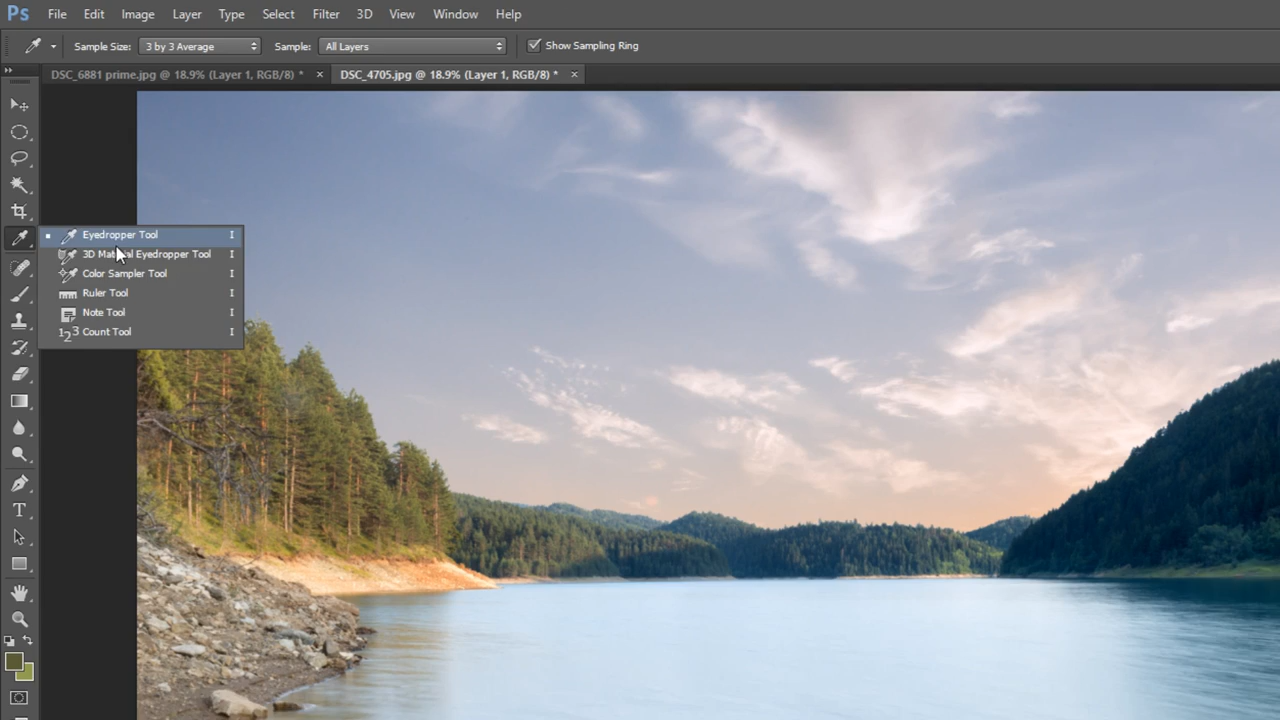 Ps File Edit Image Layer Type Select Filter 3D View Window Help
Sample Size: 3 by 3 Average Sample: All Layers Show Sampling Ring
DSC_6881 prime.jpg @ 18.9% (Layer 1, RGB/8) * × DSC_4705.jpg @ 18.9% (Layer 1, RGB/8) * ×
Eyedropper Tool I
3D Material Eyedropper Tool I
Color Sampler Tool I
Ruler Tool I
Note Tool I
Count Tool I